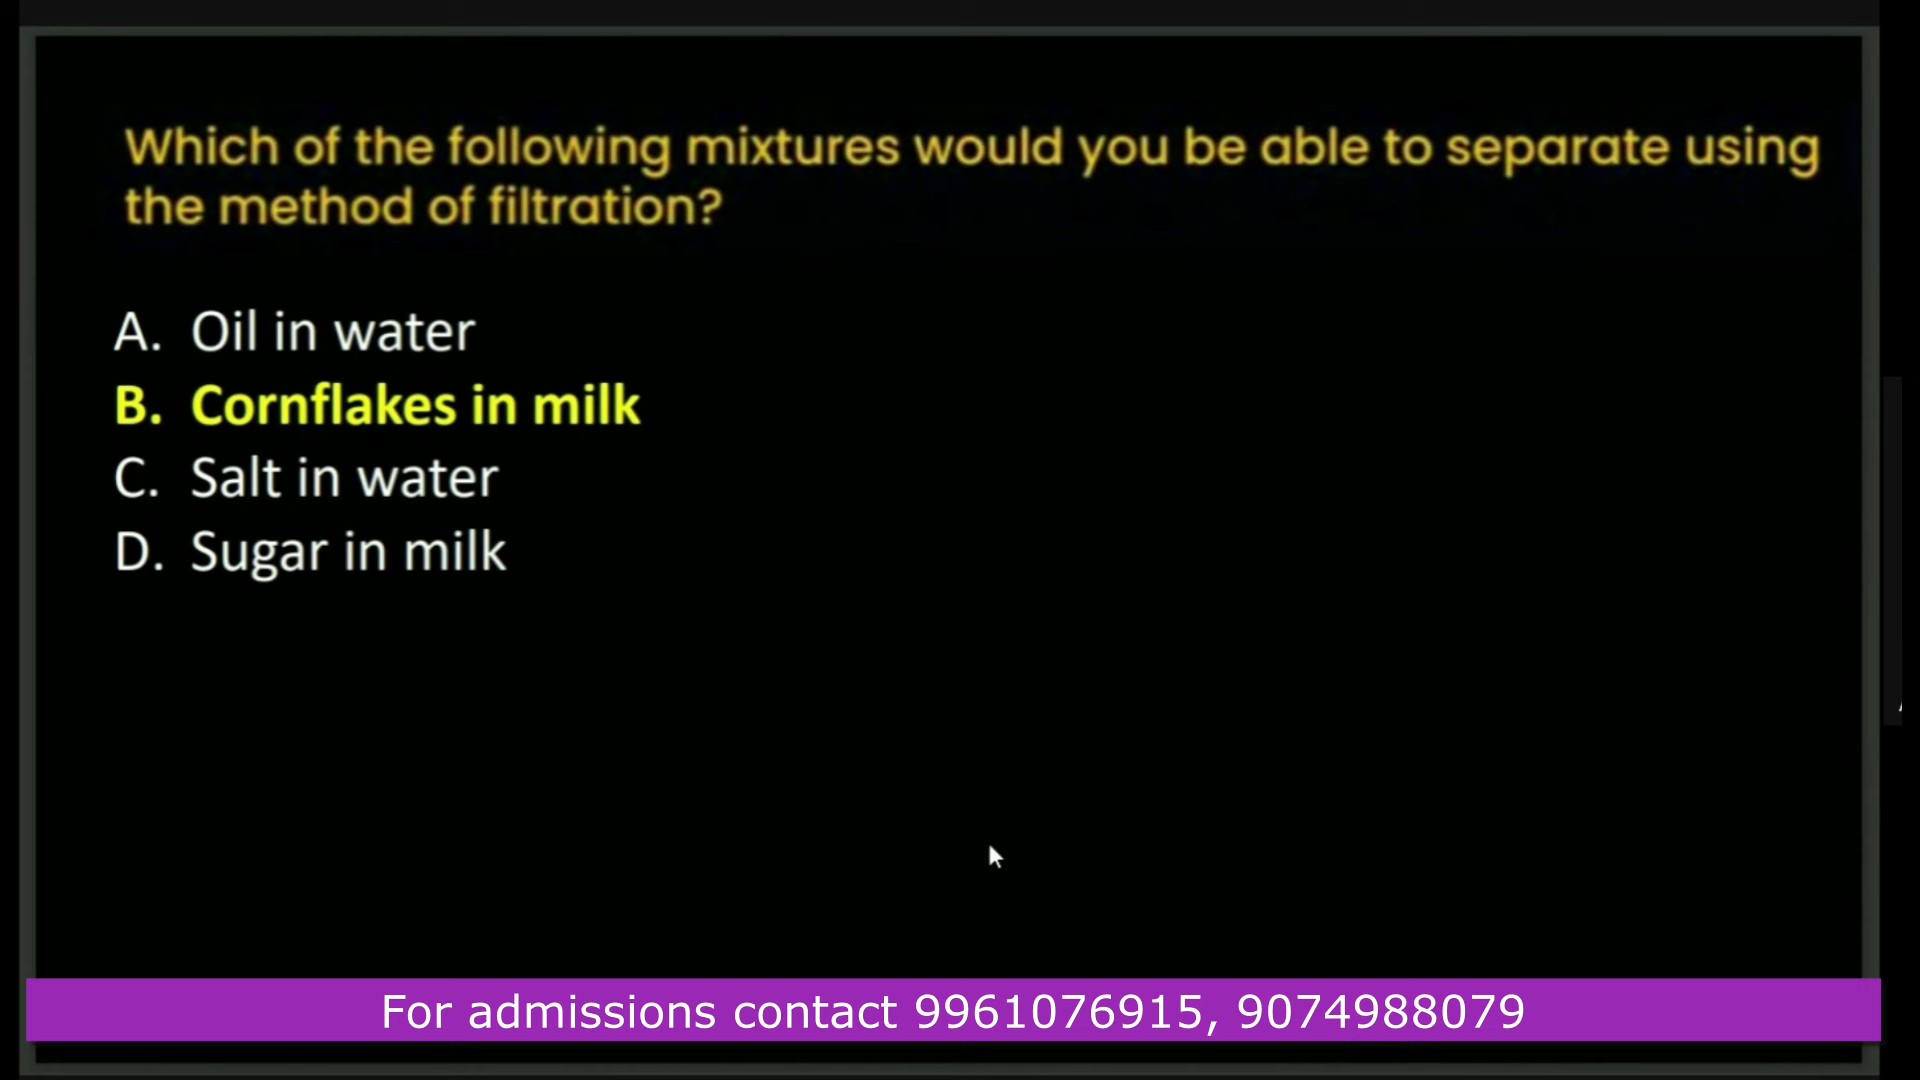 Which of the following mixtures would you be able to separate using
the method of filtration?
A. Oil in water
B. Cornflakes in milk
C. Salt in water
D. Sugar in milk
For admissions contact 9961076915, 9074988079